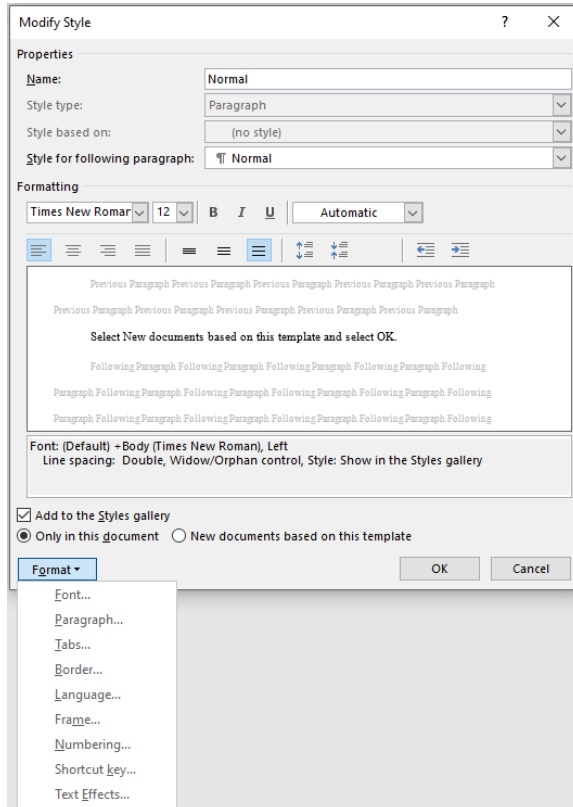 Modify Style ? ×
Properties
Name: Normal
Style type: Paragraph
Style based on: (no style)
Style for following paragraph: ¶ Normal
Formatting
Times New Roman 12 B I U Automatic
Previous Paragraph Previous Paragraph Previous Paragraph Previous Paragraph Previous Paragraph
Previous Paragraph Previous Paragraph Previous Paragraph Previous Paragraph Previous Paragraph
Select New documents based on this template and select OK.
Following Paragraph Following Paragraph Following Paragraph Following Paragraph Following
Paragraph Following Paragraph Following Paragraph Following Paragraph Following
Paragraph Following Paragraph Following Paragraph Following Paragraph Following
Font: (Default) +Body (Times New Roman), Left
Line spacing: Double, Widow/Orphan control, Style: Show in the Styles gallery
Add to the Styles gallery
Only in this document New documents based on this template
Format OK Cancel
Font...
Paragraph...
Tabs...
Border...
Language...
Frame...
Numbering...
Shortcut key...
Text Effects...